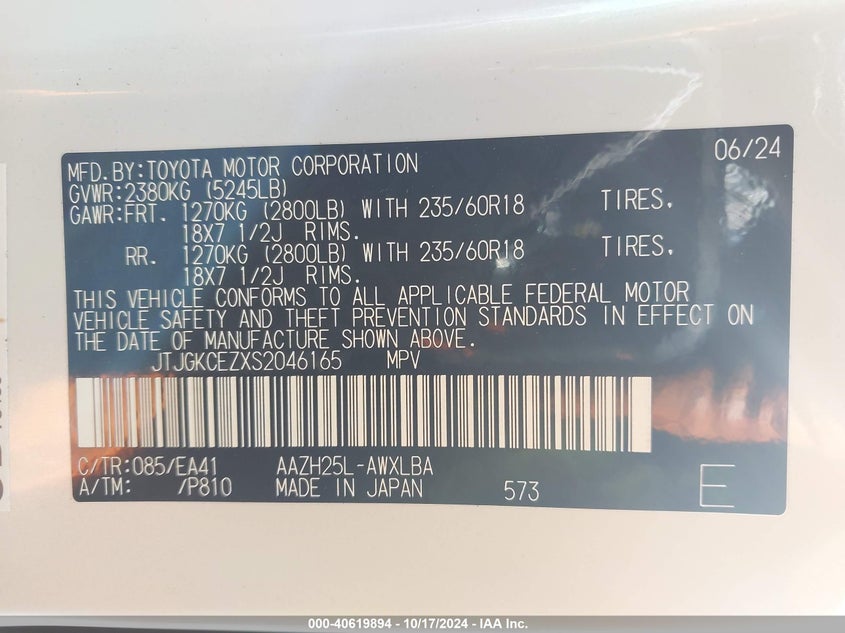 06/24
MFD.BY:TOYOTA MOTOR CORPORATION
GVWR:2380KG (5245LB)
GAWR:FRT. 1270KG (2800LB) WITH 235/60R18 TIRES.
18X7 1/2J RIMS.
RR. 1270KG (2800LB) WITH 235/60R18 TIRES.
18X7 1/2J RIMS.
THIS VEHICLE CONFORMS TO ALL APPLICABLE FEDERAL MOTOR
VEHICLE SAFETY AND THEFT PREVENTION STANDARDS IN EFFECT ON
THE DATE OF MANUFACTURE SHOWN ABOVE.
JTJGKCEZXS2046165 MPV
C/TR:085/EA41 AAZH25L-AWXLBA
A/TM: /P810 MADE IN JAPAN 573 E
000-40619894 - 10/17/2024 - IAA Inc.